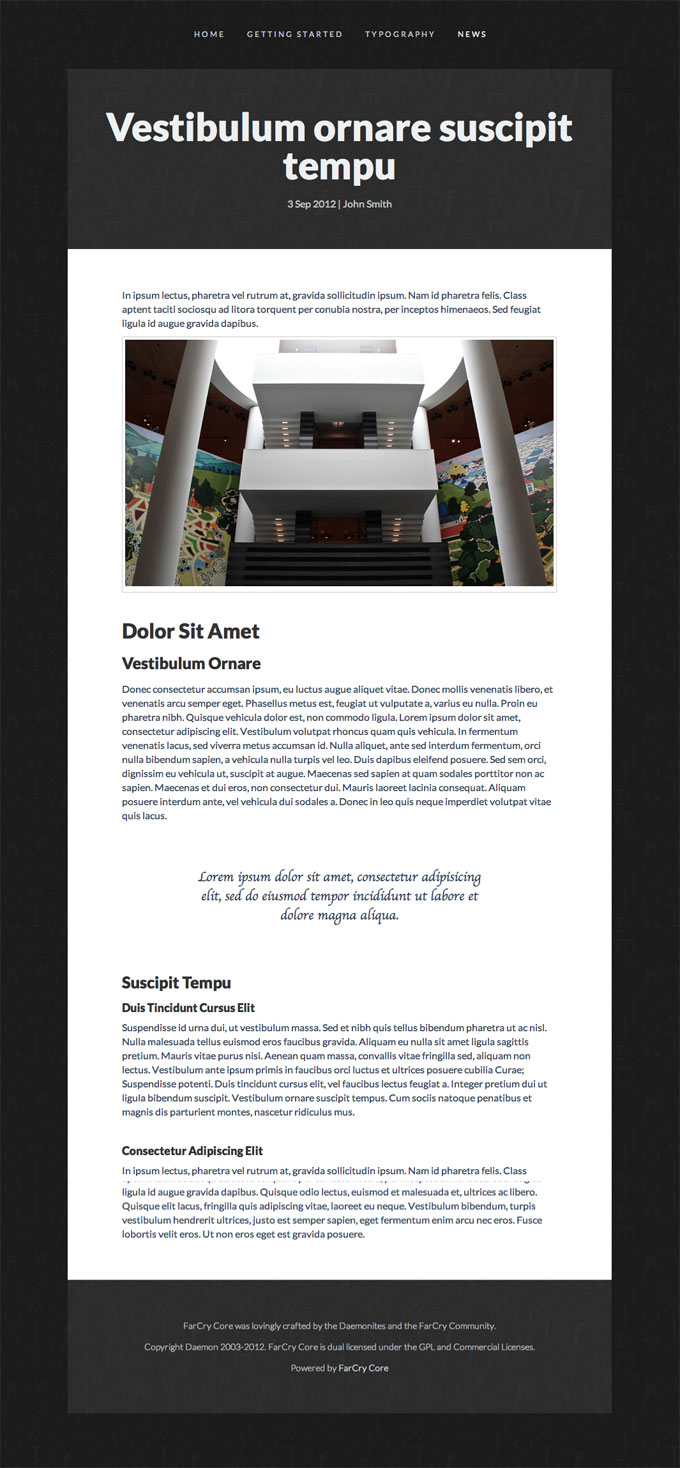 HOME GETTING STARTED TYPOGRAPHY NEWS
Vestibulum ornare suscipit
tempu
3 Sep 2012 | John Smith
In ipsum lectus, pharetra vel rutrum at, gravida sollicitudin ipsum. Nam id pharetra felis. Class
aptent taciti sociosqu ad litora torquent per conubia nostra, per inceptos himenaeos. Sed feugiat
ligula id augue gravida dapibus.
Dolor Sit Amet
Vestibulum Ornare
Donec consectetur accumsan ipsum, eu luctus augue aliquet vitae. Donec mollis venenatis libero, et
venenatis arcu semper eget. Phasellus metus est, feugiat ut vulputate a, varius eu nulla. Proin eu
pharetra nibh. Quisque vehicula dolor est, non commodo ligula. Lorem ipsum dolor sit amet,
consectetur adipiscing elit. Vestibulum volutpat rhoncus quam quis vehicula. In fermentum
venenatis lacus, sed viverra metus accumsan id. Nulla aliquet, ante sed interdum fermentum, orci
nulla bibendum sapien, a vehicula nulla turpis vel leo. Duis dapibus eleifend posuere. Sed sem orci,
dignissim eu vehicula ut, suscipit at augue. Maecenas sed sapien at quam sodales porttitor non ac
sapien. Maecenas et dui eros, non consectetur dui. Mauris laoreet lacinia consequat. Aliquam
posuere interdum ante, vel vehicula dui sodales a. Donec in leo quis neque imperdiet volutpat vitae
quis lacus.
Lorem ipsum dolor sit amet, consectetur adipisicing
elit, sed do eiusmod tempor incididunt ut labore et
dolore magna aliqua.
Suscipit Tempu
Duis Tincidunt Cursus Elit
Suspendisse id urna dui, ut vestibulum massa. Sed et nibh quis tellus bibendum pharetra ut ac nisl.
Nulla malesuada tellus euismod eros faucibus gravida. Aliquam eu nulla sit amet ligula sagittis
pretium. Mauris vitae purus nisi. Aenean quam massa, convallis vitae fringilla sed, aliquam non
lectus. Vestibulum ante ipsum primis in faucibus orci luctus et ultrices posuere cubilia Curae;
Suspendisse potenti. Duis tincidunt cursus elit, vel faucibus lectus feugiat a. Integer pretium dui ut
ligula bibendum suscipit. Vestibulum ornare suscipit tempus. Cum sociis natoque penatibus et
magnis dis parturient montes, nascetur ridiculus mus.
Consectetur Adipiscing Elit
In ipsum lectus, pharetra vel rutrum at, gravida sollicitudin ipsum. Nam id pharetra felis. Class
ligula id augue gravida dapibus. Quisque odio lectus, euismod et malesuada et, ultrices ac libero.
Quisque elit lacus, fringilla quis adipiscing vitae, laoreet eu neque. Vestibulum bibendum, turpis
vestibulum hendrerit ultrices, justo est semper sapien, eget fermentum enim arcu nec eros. Fusce
lobortis velit eros. Ut non eros eget est gravida posuere.
FarCry Core was lovingly crafted by the Daemonites and the FarCry Community.
Copyright Daemon 2003-2012. FarCry Core is dual licensed under the GPL and Commercial Licenses.
Powered by FarCry Core